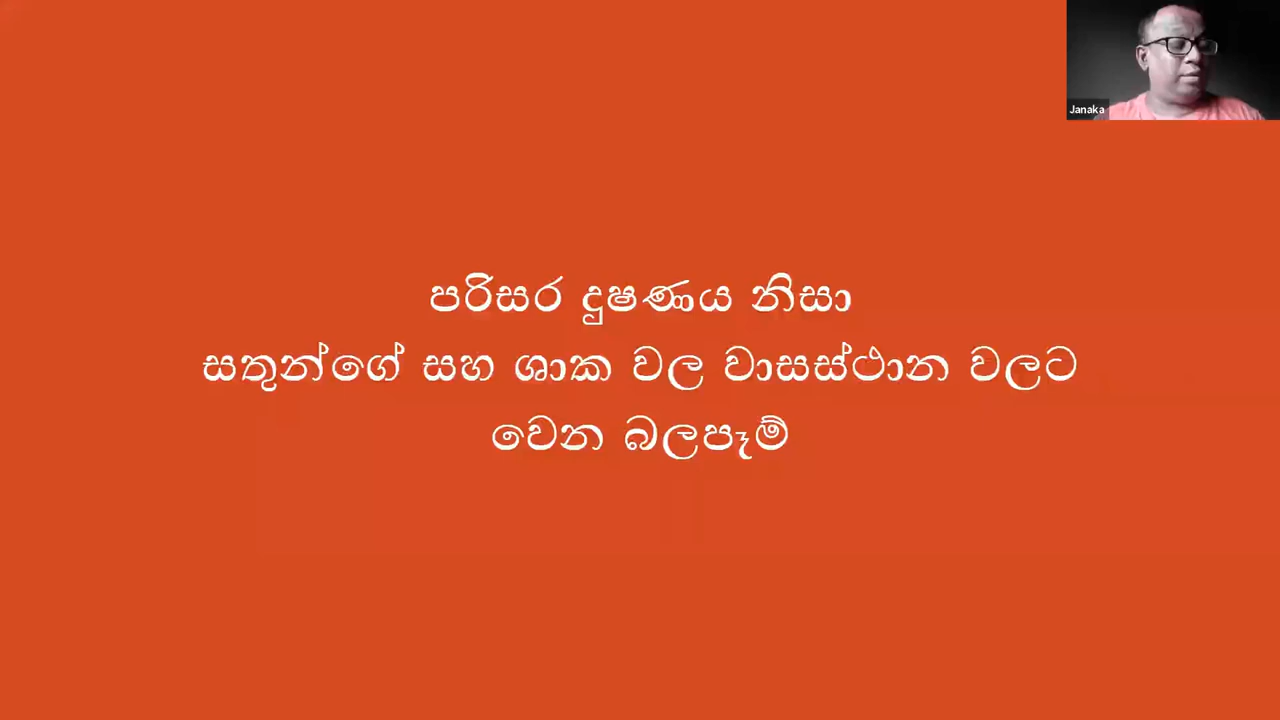 Janaka
පරිසර දුෂණය නිසා
සතුන්ගේ සහ ශාක වල වාසස්ථාන වලට
වෙන බලපෑම්